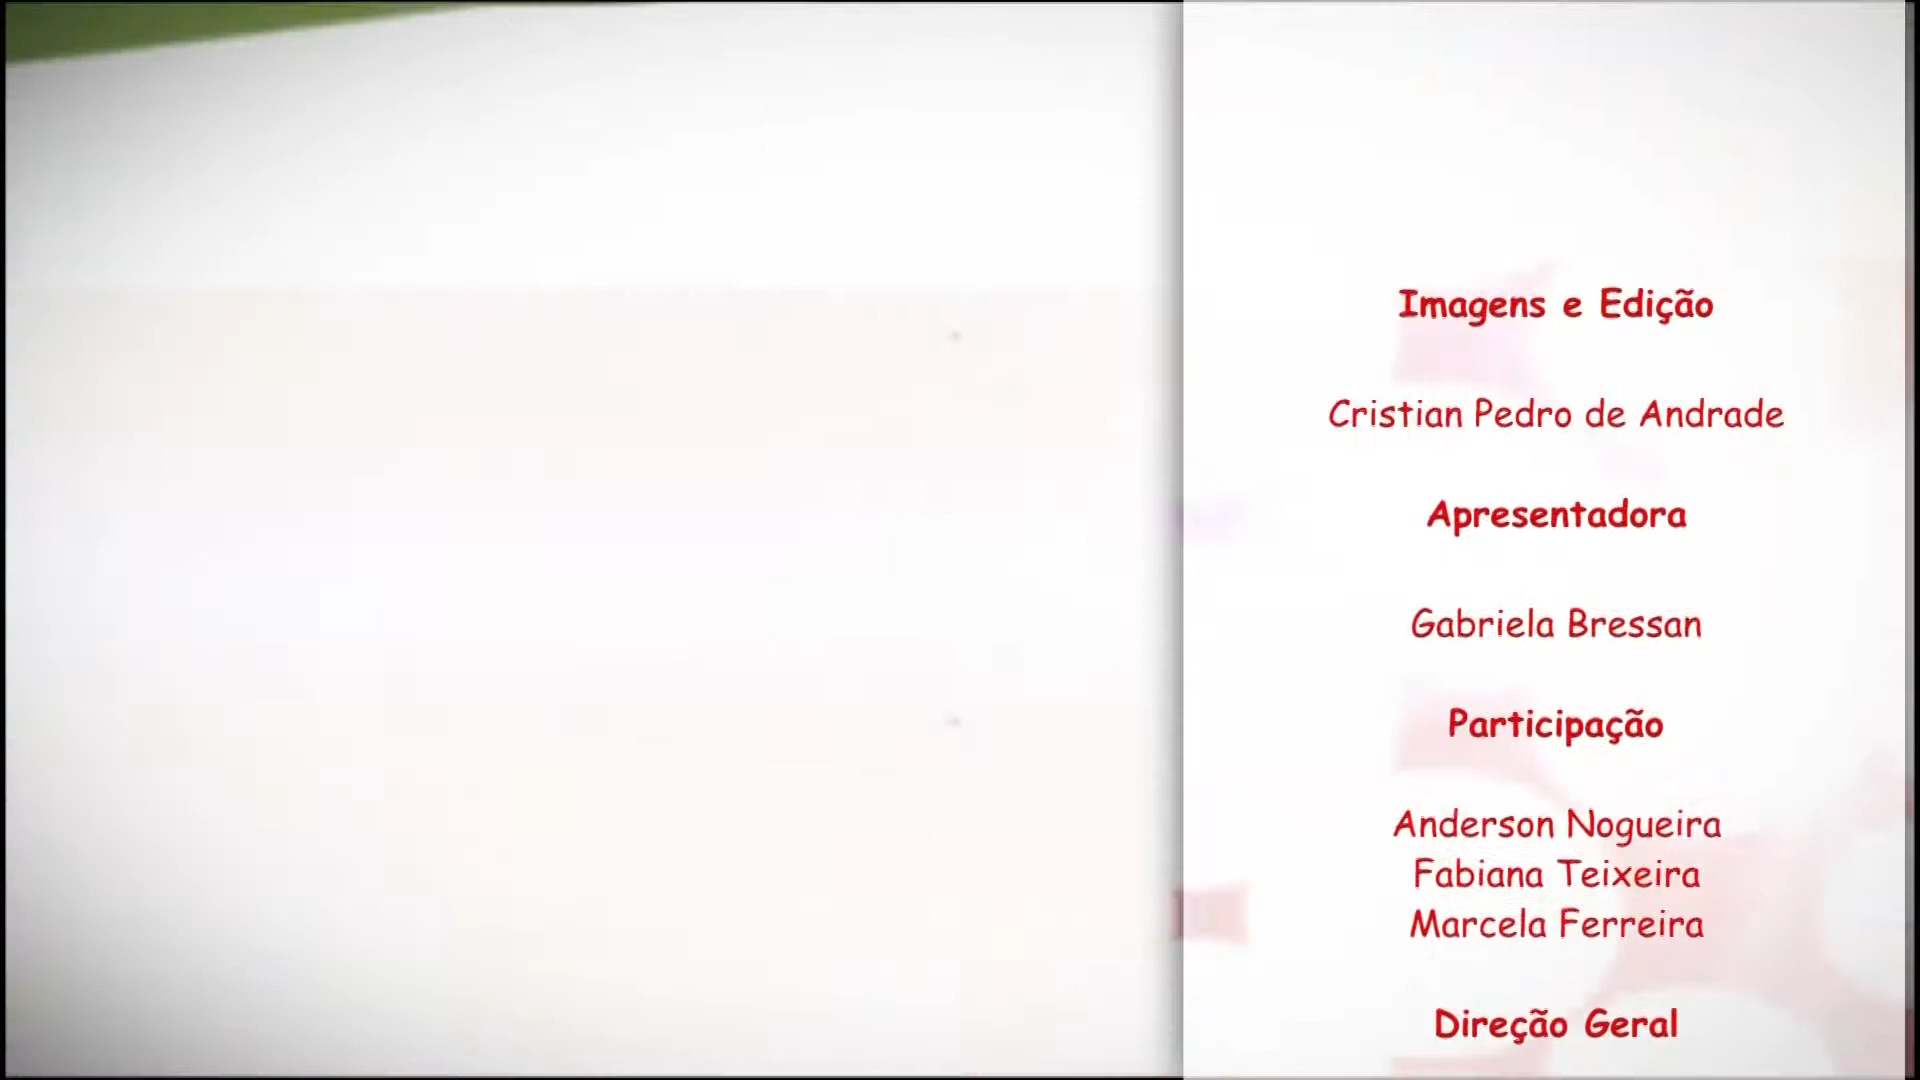 Imagens e Edição
Cristian Pedro de Andrade
Apresentadora
Gabriela Bressan
Participação
Anderson Nogueira
Fabiana Teixeira
Marcela Ferreira
Direção Geral